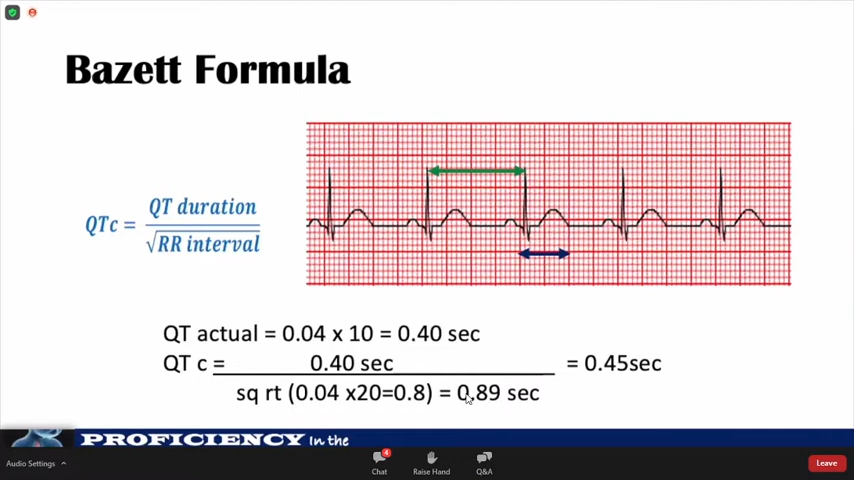 Bazett Formula
QTc = QT duration / √RR interval
QT actual = 0.04 x 10 = 0.40 sec
QT c = 0.40 sec = 0.45sec
sq rt (0.04 x20=0.8) = 0.89 sec
PROFICIENCY In the
Audio Settings
Chat
4
Raise Hand
Q&A
Leave